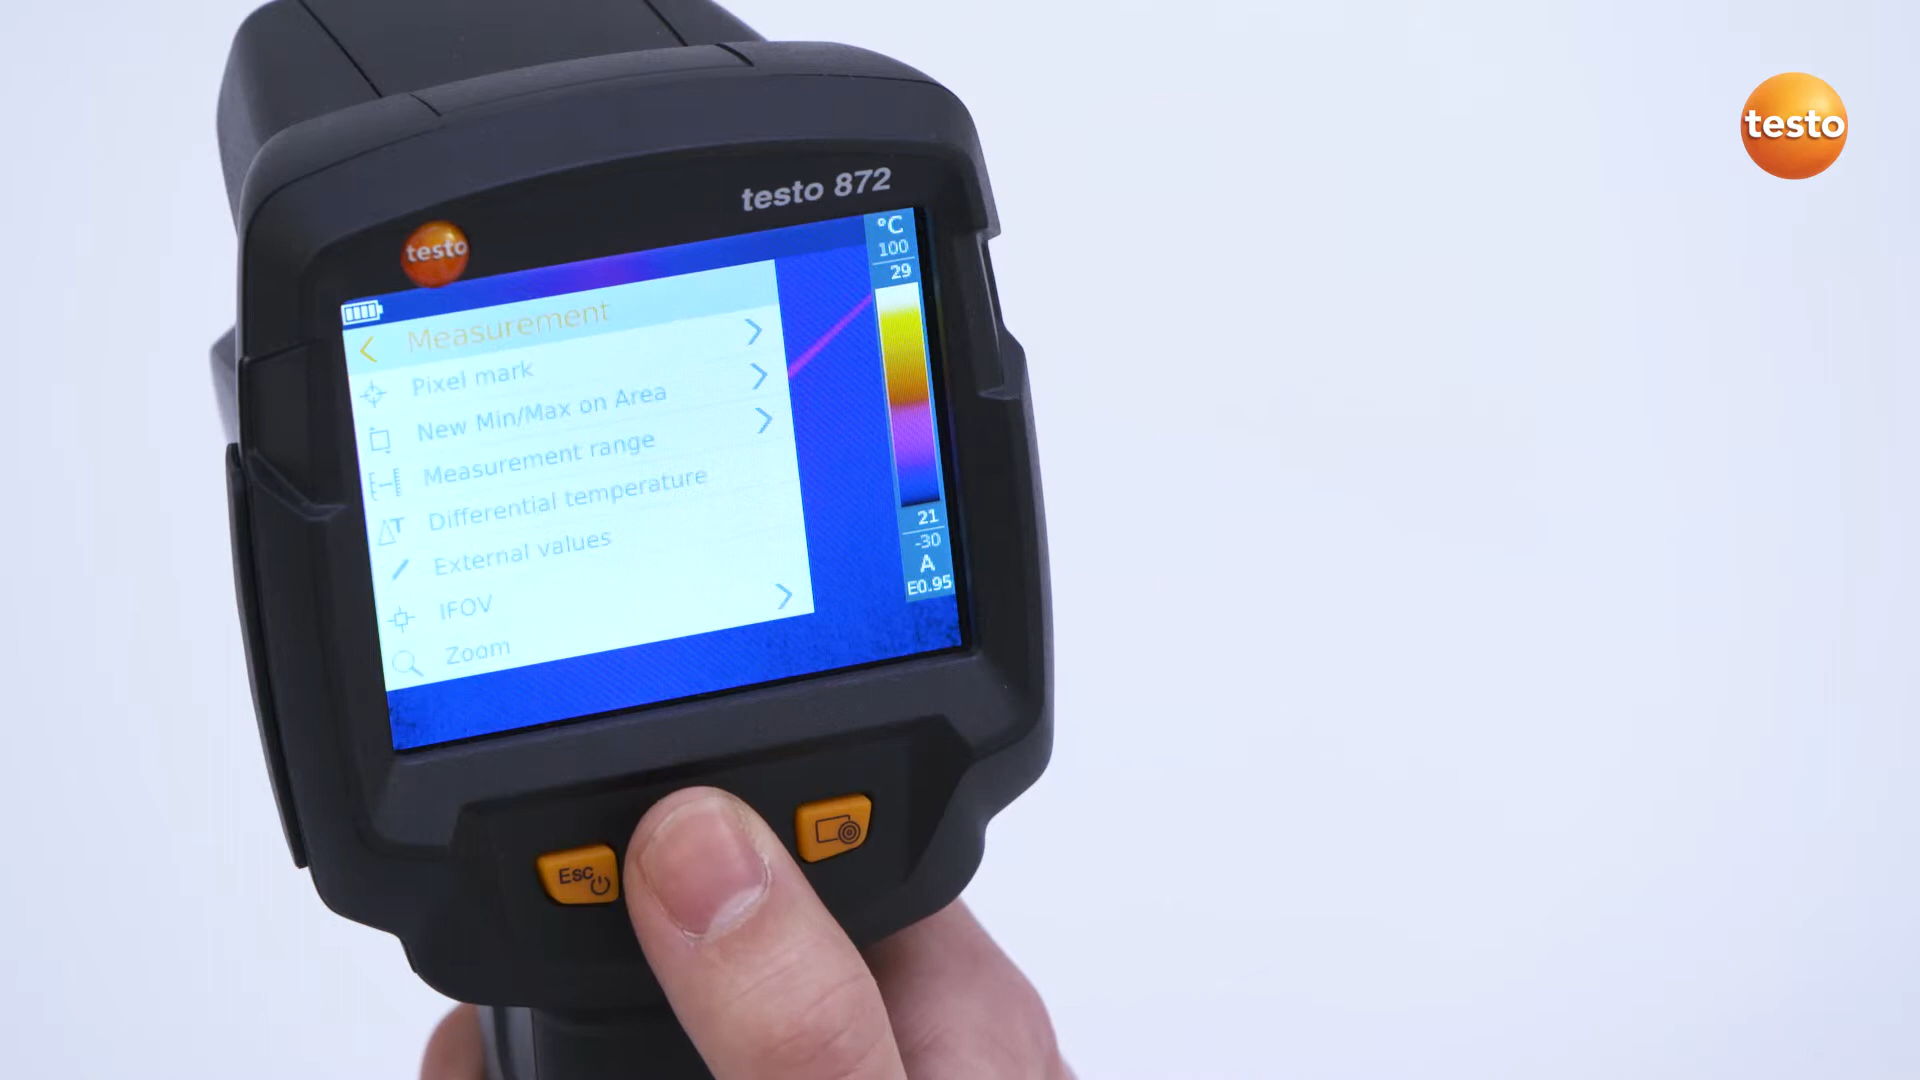 testo
testo 872
testo
°C
100
29
Measurement
Pixel mark
New Min/Max on Area
Measurement range
ΔT Differential temperature
External values
IFOV
Zoom
21
-30
A
E0.95
Esc